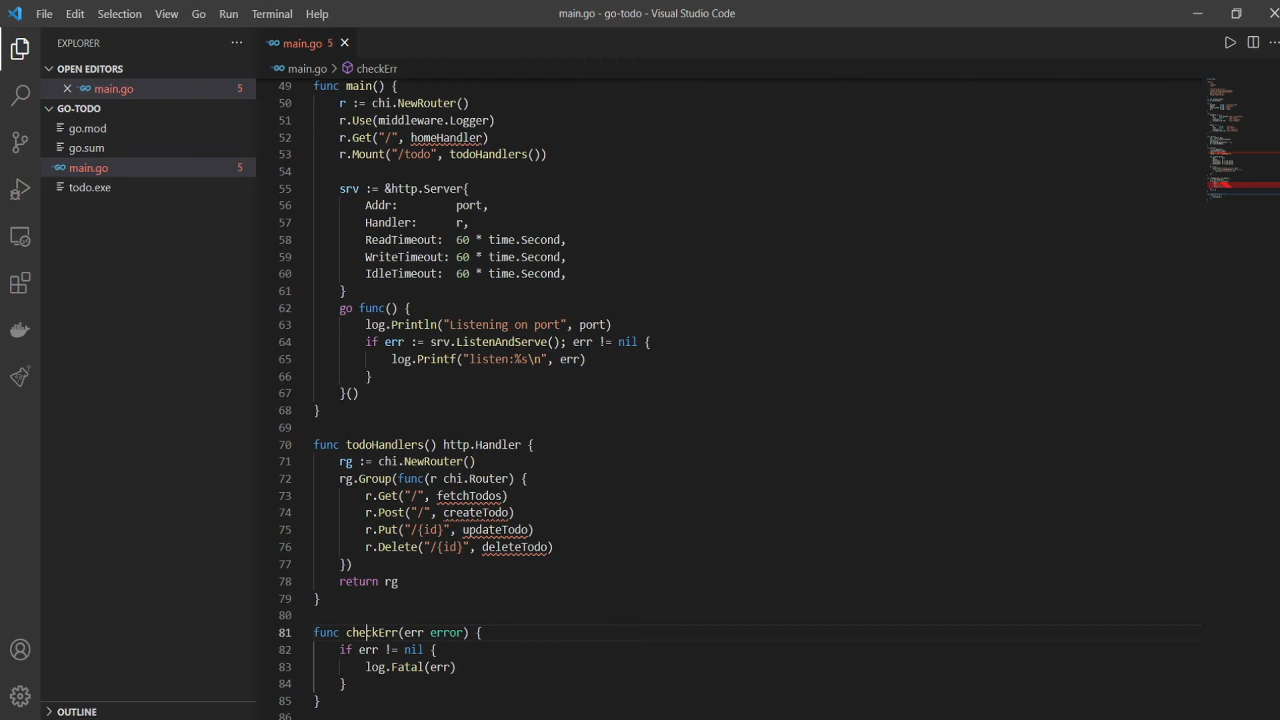 File Edit Selection View Go Run Terminal Help main.go - go-todo - Visual Studio Code
EXPLORER
main.go 5
OPEN EDITORS
main.go 5
GO-TODO
go.mod
go.sum
main.go 5
todo.exe
OUTLINE
main.go > checkErr
49 func main() {
50 r := chi.NewRouter()
51 r.Use(middleware.Logger)
52 r.Get("/", homeHandler)
53 r.Mount("/todo", todoHandlers())
54
55 srv := &http.Server{
56 Addr: port,
57 Handler: r,
58 ReadTimeout: 60 * time.Second,
59 WriteTimeout: 60 * time.Second,
60 IdleTimeout: 60 * time.Second,
61 }
62 go func() {
63 log.Println("Listening on port", port)
64 if err := srv.ListenAndServe(); err != nil {
65 log.Printf("listen:%s\n", err)
66 }
67 }()
68 }
69
70 func todoHandlers() http.Handler {
71 rg := chi.NewRouter()
72 rg.Group(func(r chi.Router) {
73 r.Get("/", fetchTodos)
74 r.Post("/", createTodo)
75 r.Put("/{id}", updateTodo)
76 r.Delete("/{id}", deleteTodo)
77 })
78 return rg
79 }
80
81 func checkErr(err error) {
82 if err != nil {
83 log.Fatal(err)
84 }
85 }
86